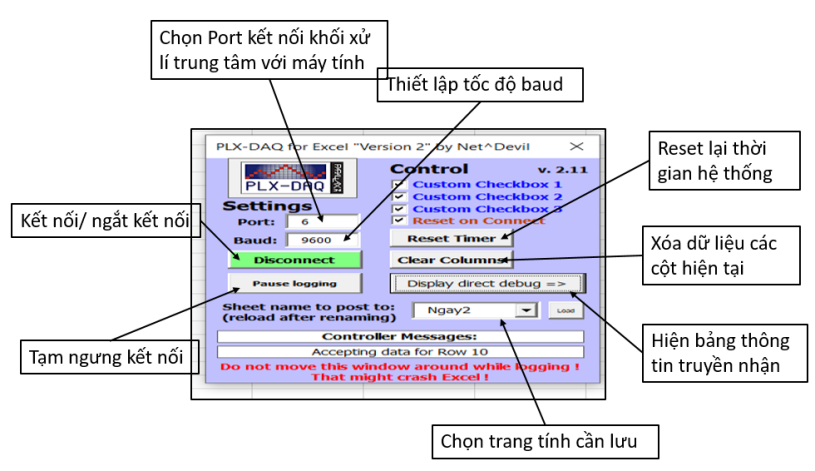 Chọn Port kết nối khối xử
lí trung tâm với máy tính
Thiết lập tốc độ baud
Reset lại thời
gian hệ thống
Kết nối/ ngắt kết nối
Xóa dữ liệu các
cột hiện tại
Tạm ngưng kết nối
Hiện bảng thông
tin truyền nhận
Chọn trang tính cần lưu
PLX-DAQ for Excel "Version 2" by Net^Devil
PARALLAX
PLX-DAQ
Control v. 2.11
Custom Checkbox 1
Custom Checkbox 2
Custom Checkbox 3
Reset on Connect
Settings
Port: 6
Baud: 9600
Reset Timer
Disconnect
Clear Columns
Pause logging
Display direct debug =>
Sheet name to post to:
(reload after renaming)
Ngay2
Load
Controller Messages:
Accepting data for Row 10
Do not move this window around while logging !
That might crash Excel !